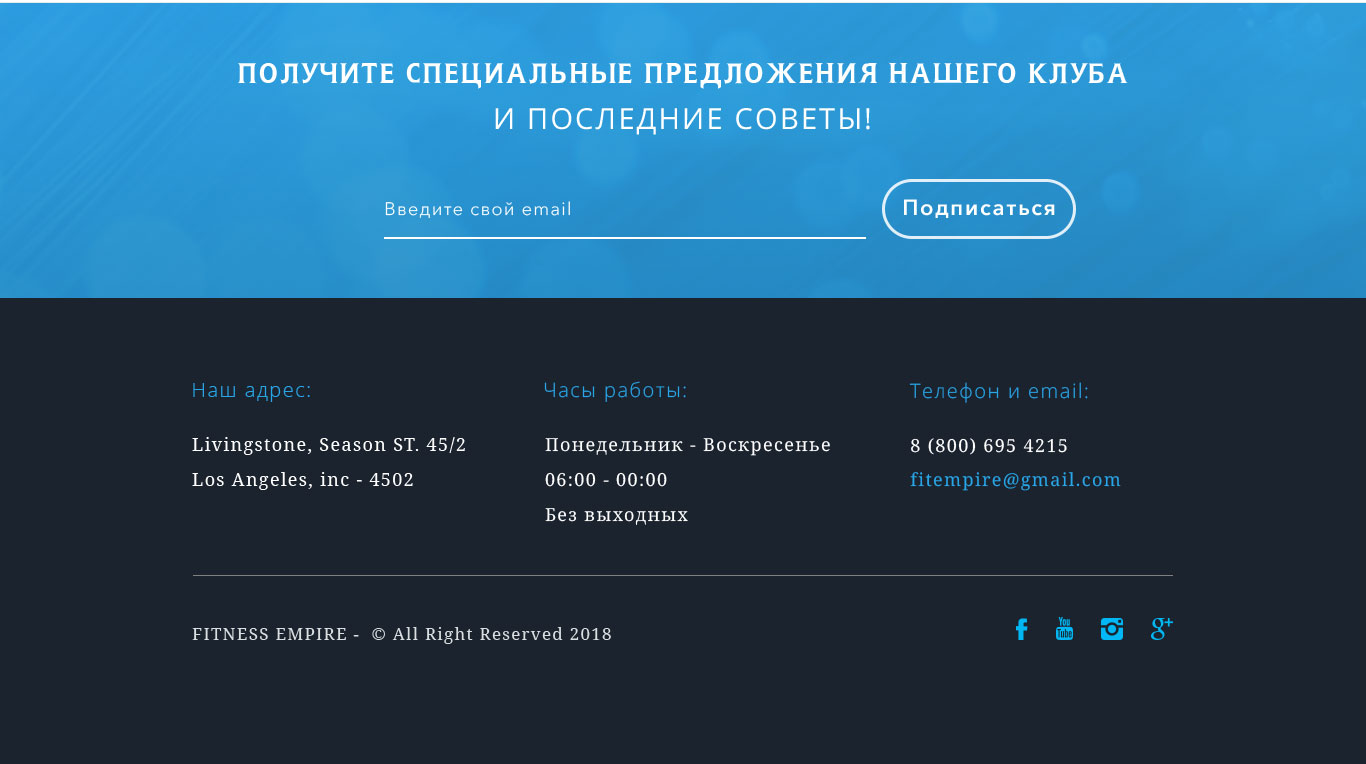 ПОЛУЧИТЕ СПЕЦИАЛЬНЫЕ ПРЕДЛОЖЕНИЯ НАШЕГО КЛУБА
И ПОСЛЕДНИЕ СОВЕТЫ!
Введите свой email
Подписаться
Наш адрес:
Livingstone, Season ST. 45/2
Los Angeles, inc - 4502
Часы работы:
Понедельник - Воскресенье
06:00 - 00:00
Без выходных
Телефон и email:
8 (800) 695 4215
fitempire@gmail.com
FITNESS EMPIRE - © All Right Reserved 2018
f
You
Tube
g+